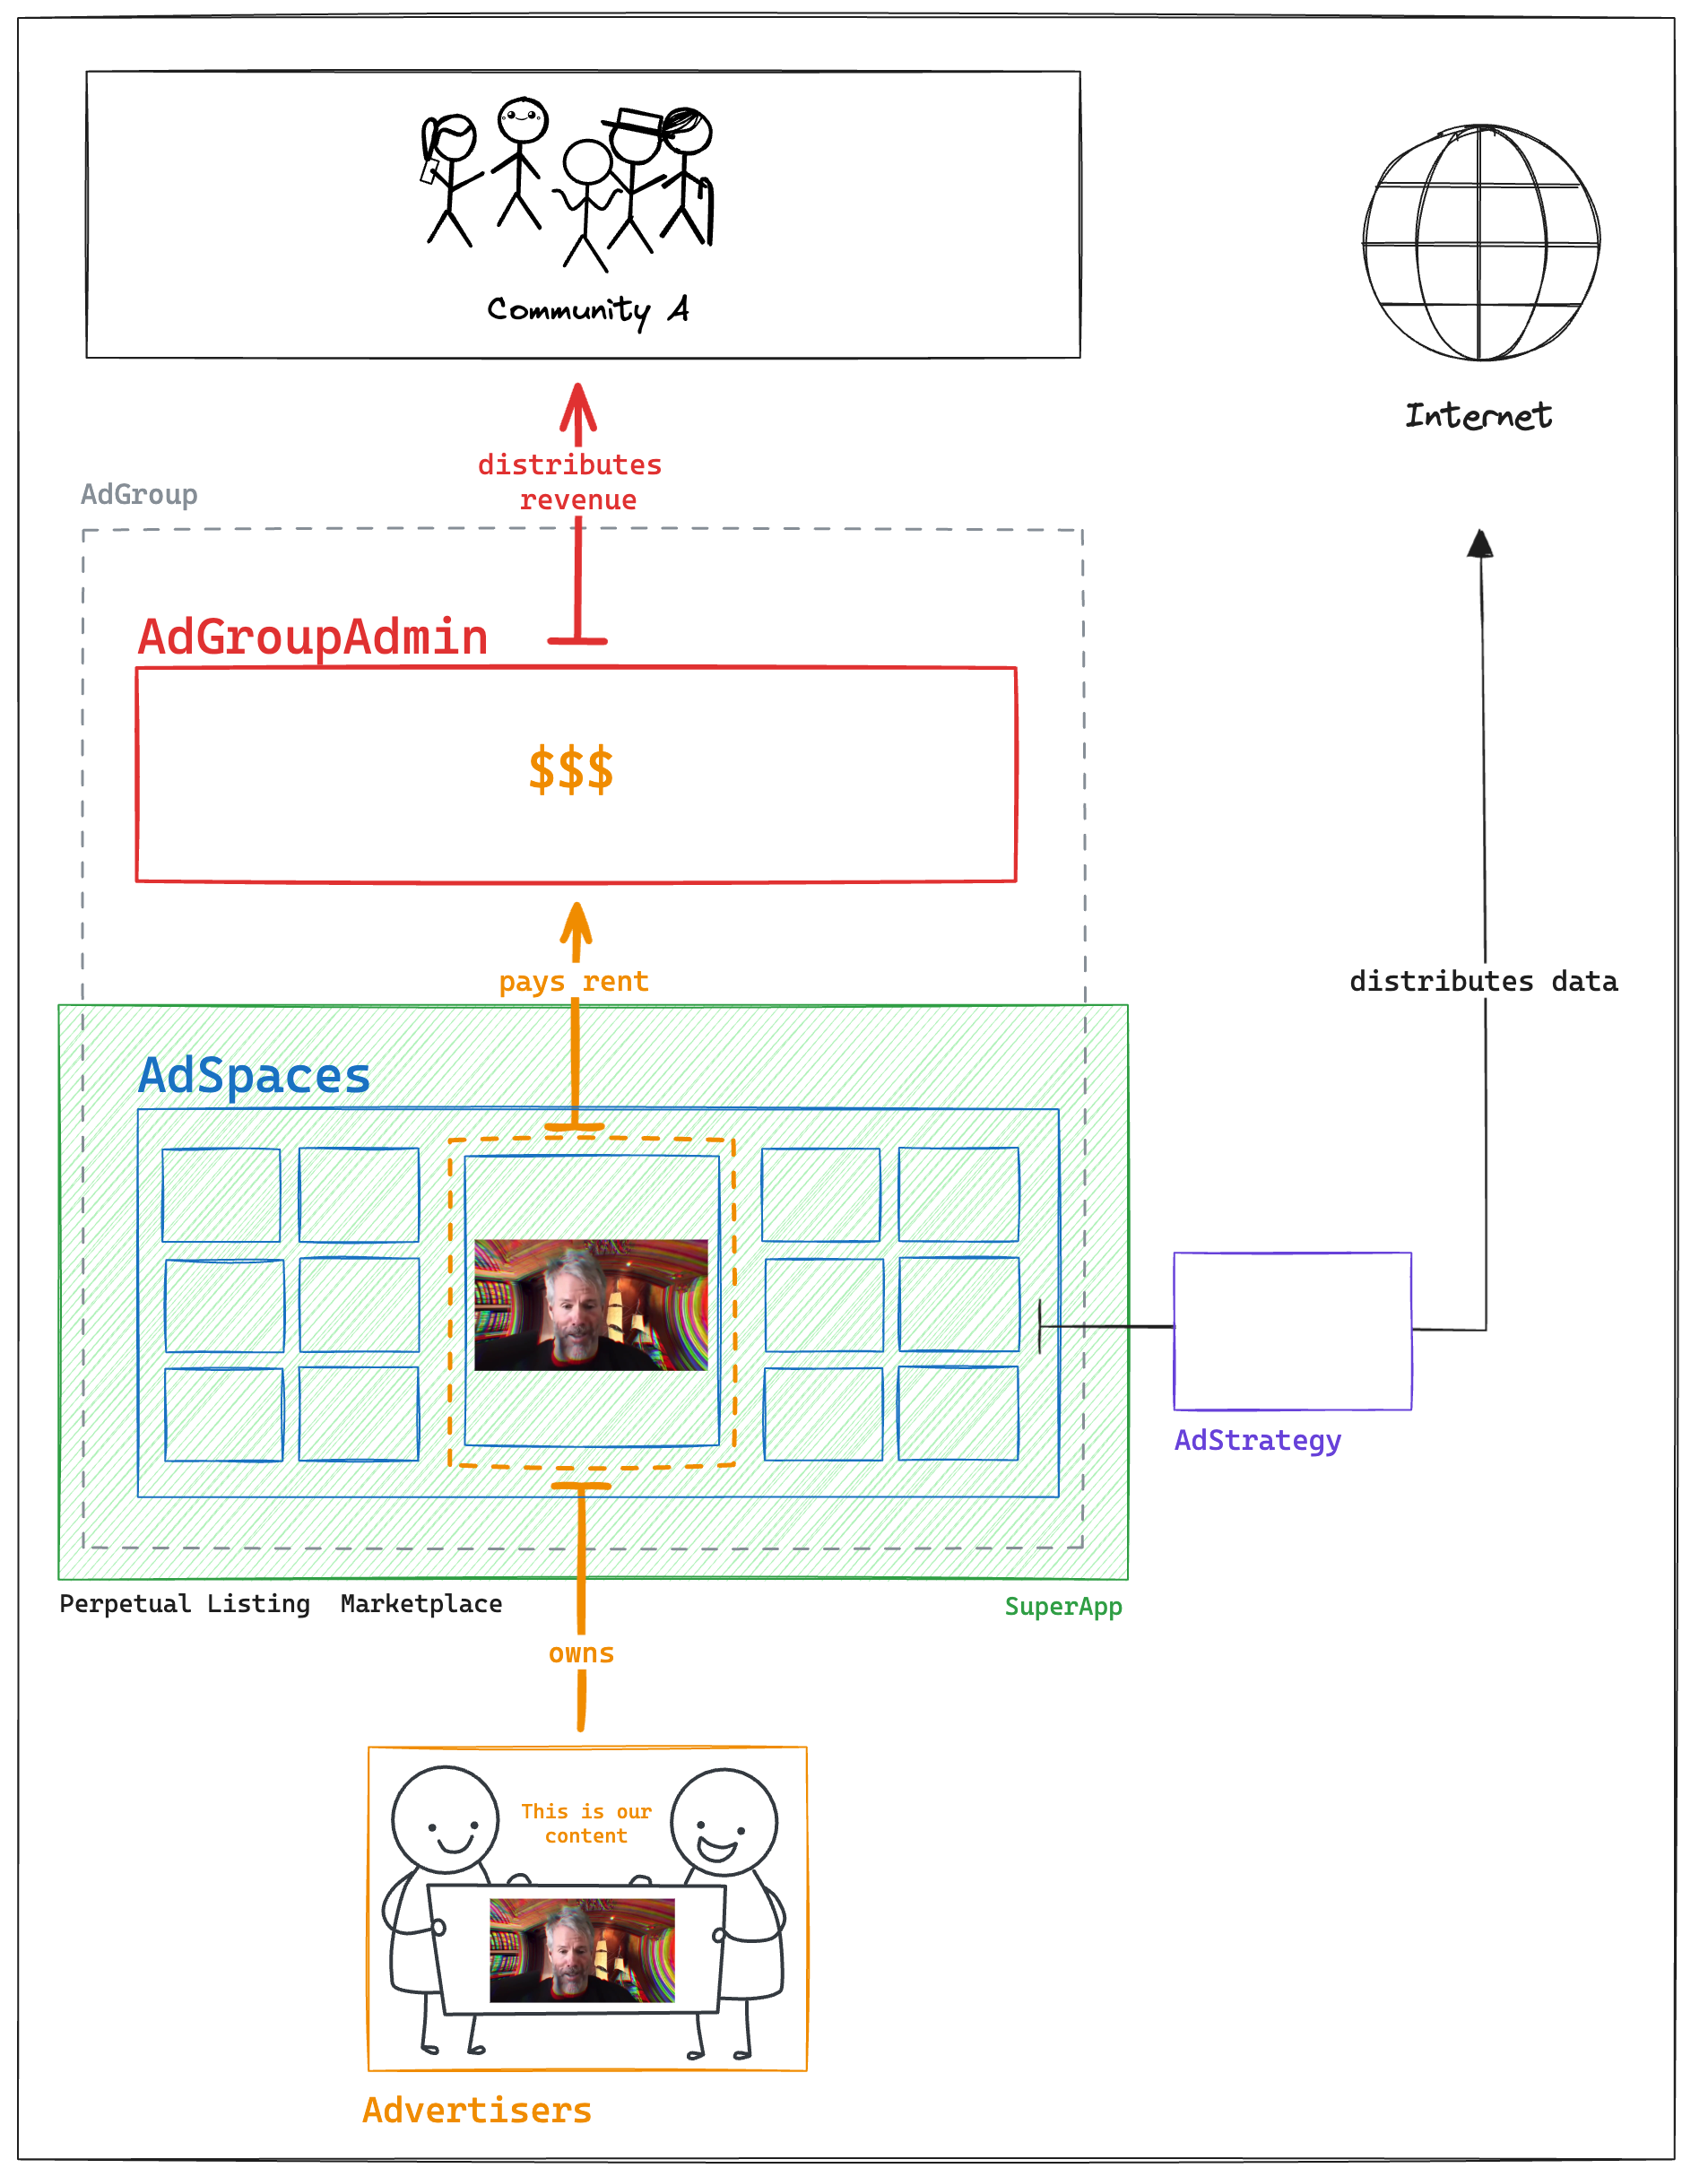 Community A
Internet
distributes
revenue
AdGroup
AdGroupAdmin
$$$
pays rent
distributes data
AdSpaces
AdStrategy
Perpetual Listing  Marketplace
SuperApp
owns
This is our
content
Advertisers